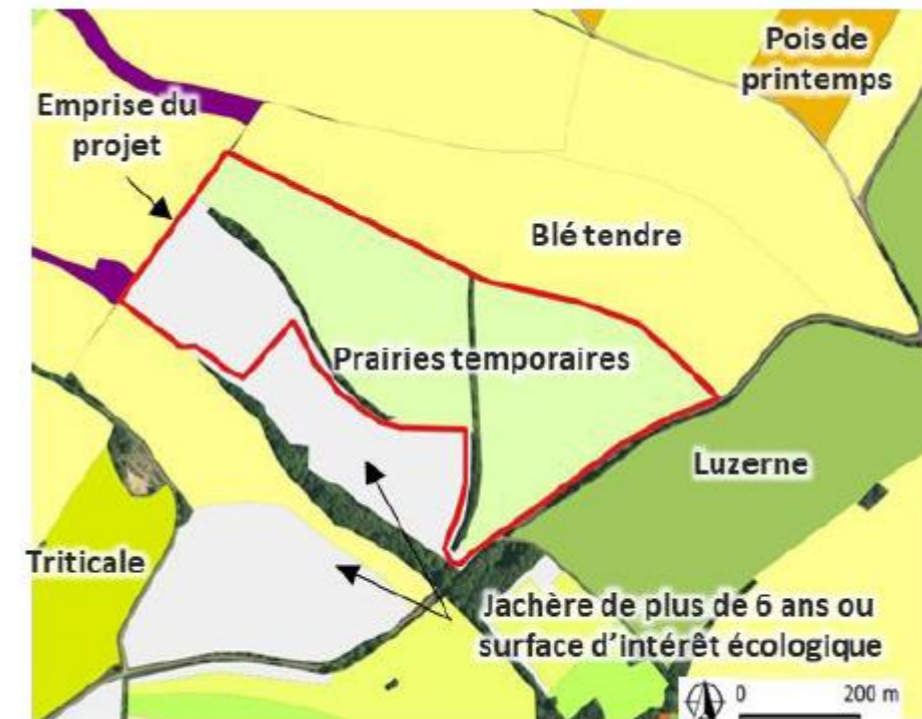 Pois de
printemps
Emprise du
projet
Blé tendre
Prairies temporaires
Luzerne
Triticale
Jachère de plus de 6 ans ou
surface d'intérêt écologique
0 200 m